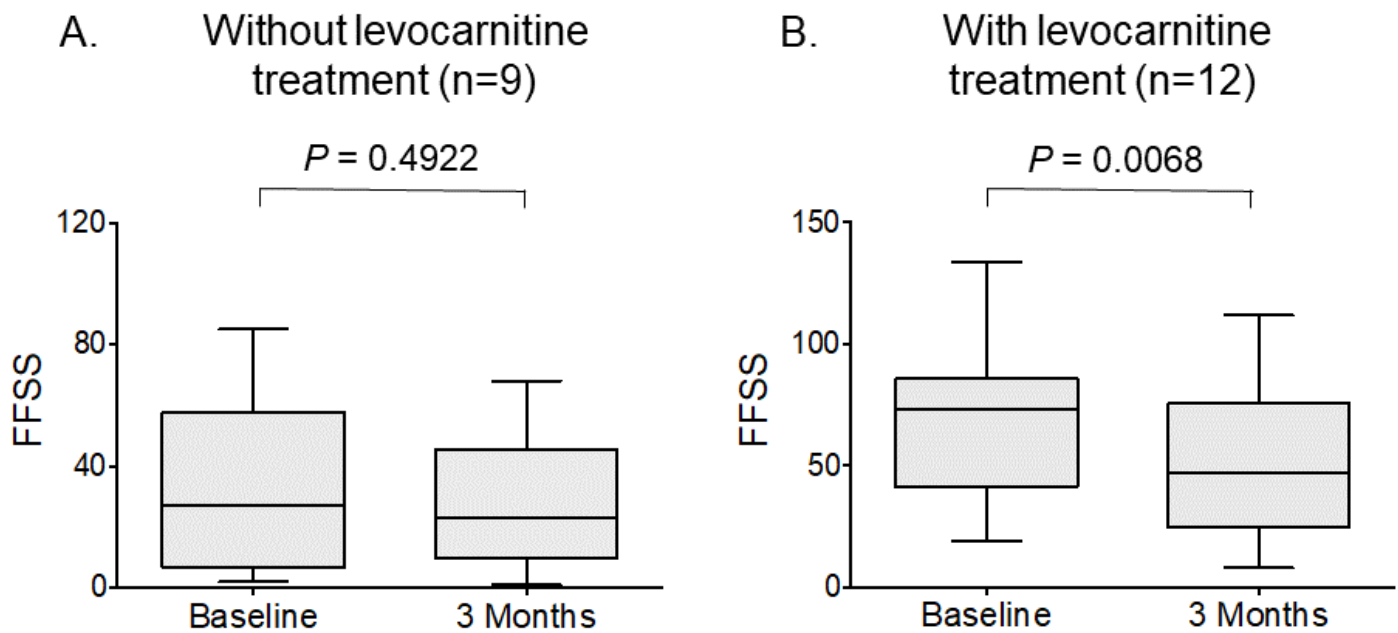 A.
Without levocarnitine
treatment (n=9)
P = 0.4922
120
80
40
0
FFSS
Baseline
3 Months
B.
With levocarnitine
treatment (n=12)
P = 0.0068
150
100
50
0
FFSS
Baseline
3 Months